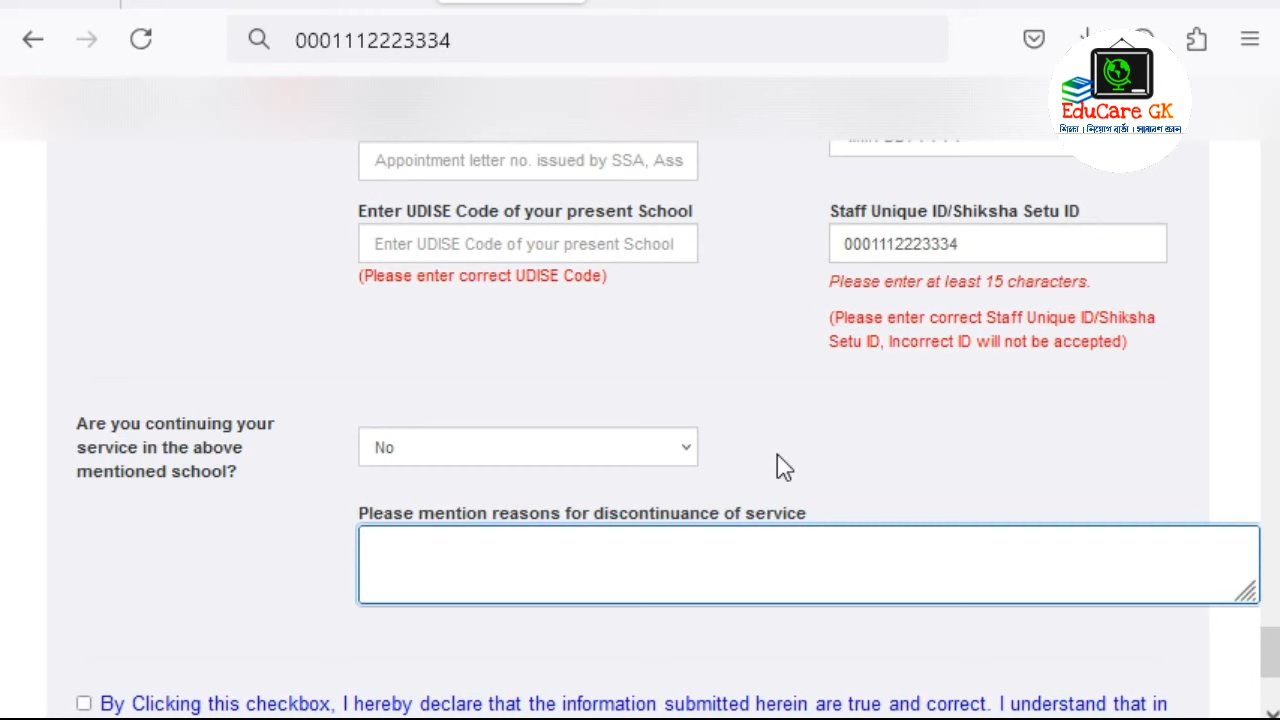 0001112223334
EduCare GK
Appointment letter no. issued by SSA, Ass
Enter UDISE Code of your present School
Staff Unique ID/Shiksha Setu ID
Enter UDISE Code of your present School
0001112223334
(Please enter correct UDISE Code)
Please enter at least 15 characters.
(Please enter correct Staff Unique ID/Shiksha
Setu ID, Incorrect ID will not be accepted)
Are you continuing your
service in the above
mentioned school?
No
Please mention reasons for discontinuance of service
By Clicking this checkbox, I hereby declare that the information submitted herein are true and correct. I understand that in